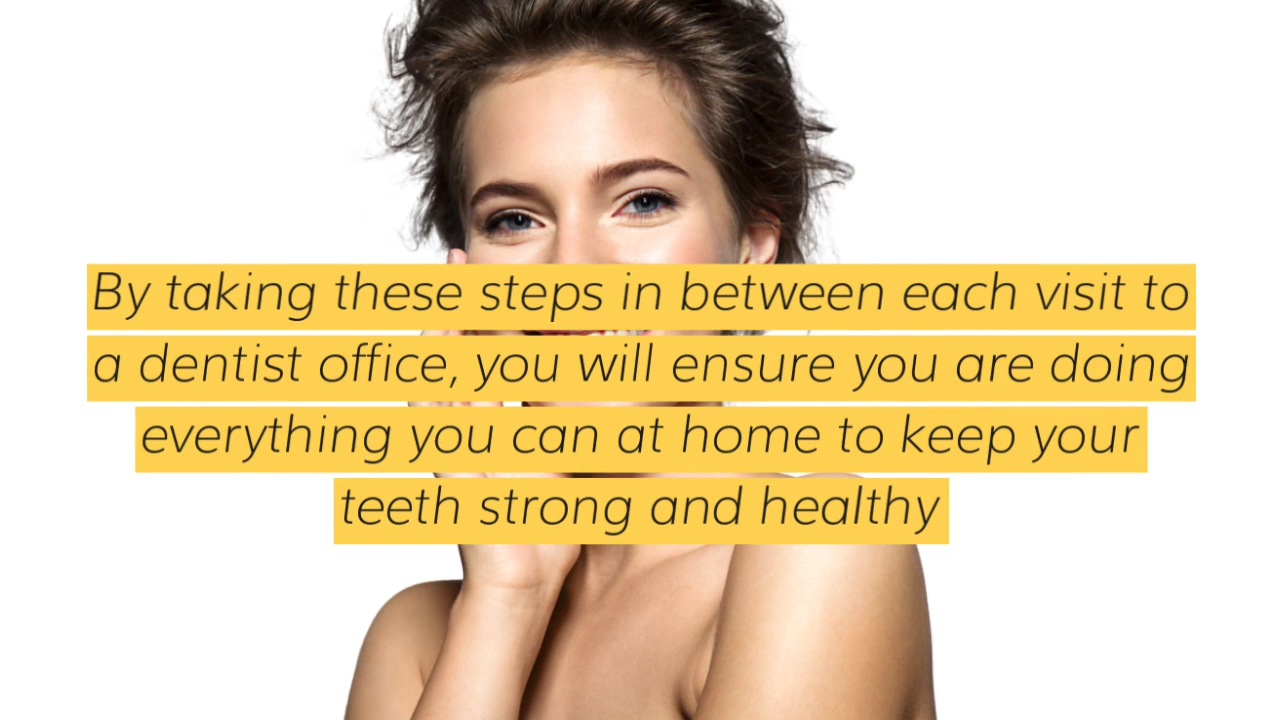 By taking these steps in between each visit to
a dentist office, you will ensure you are doing
everything you can at home to keep your
teeth strong and healthy